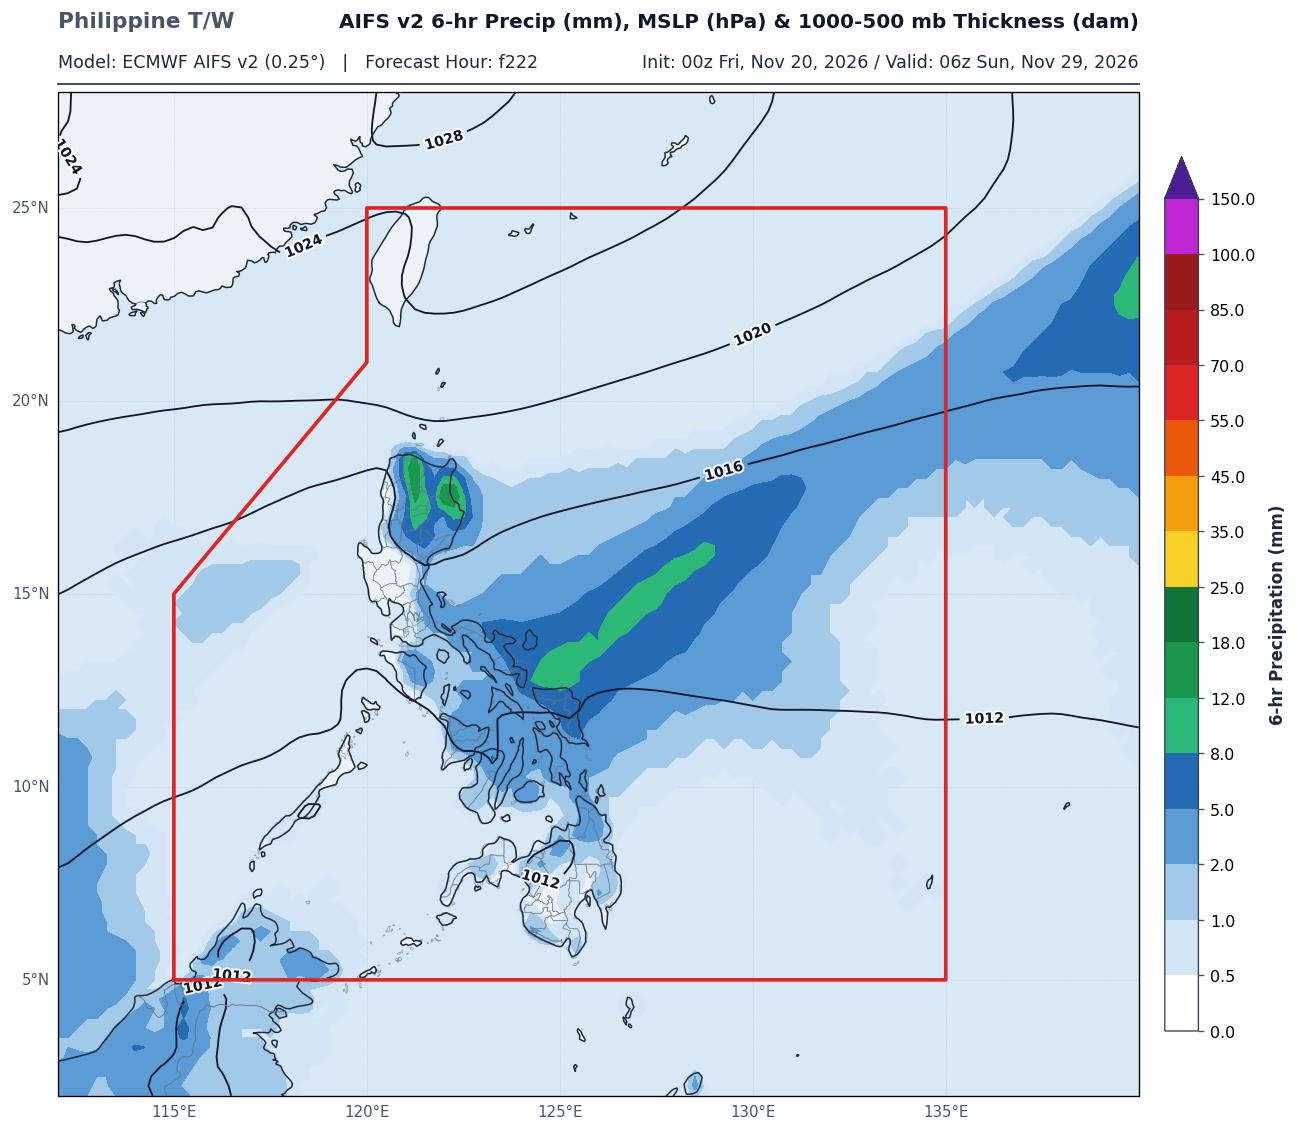 Philippine T/W
AIFS v2 6-hr Precip (mm), MSLP (hPa) & 1000-500 mb Thickness (dam)
Model: ECMWF AIFS v2 (0.25°) | Forecast Hour: f222
Init: 00z Fri, Nov 20, 2026 / Valid: 06z Sun, Nov 29, 2026
1028
1024
1024
1020
1016
1012
1012
1012
1012
25°N
20°N
15°N
10°N
5°N
115°E
120°E
125°E
130°E
135°E
150.0
100.0
85.0
70.0
55.0
45.0
35.0
25.0
18.0
12.0
8.0
5.0
2.0
1.0
0.5
0.0
6-hr Precipitation (mm)